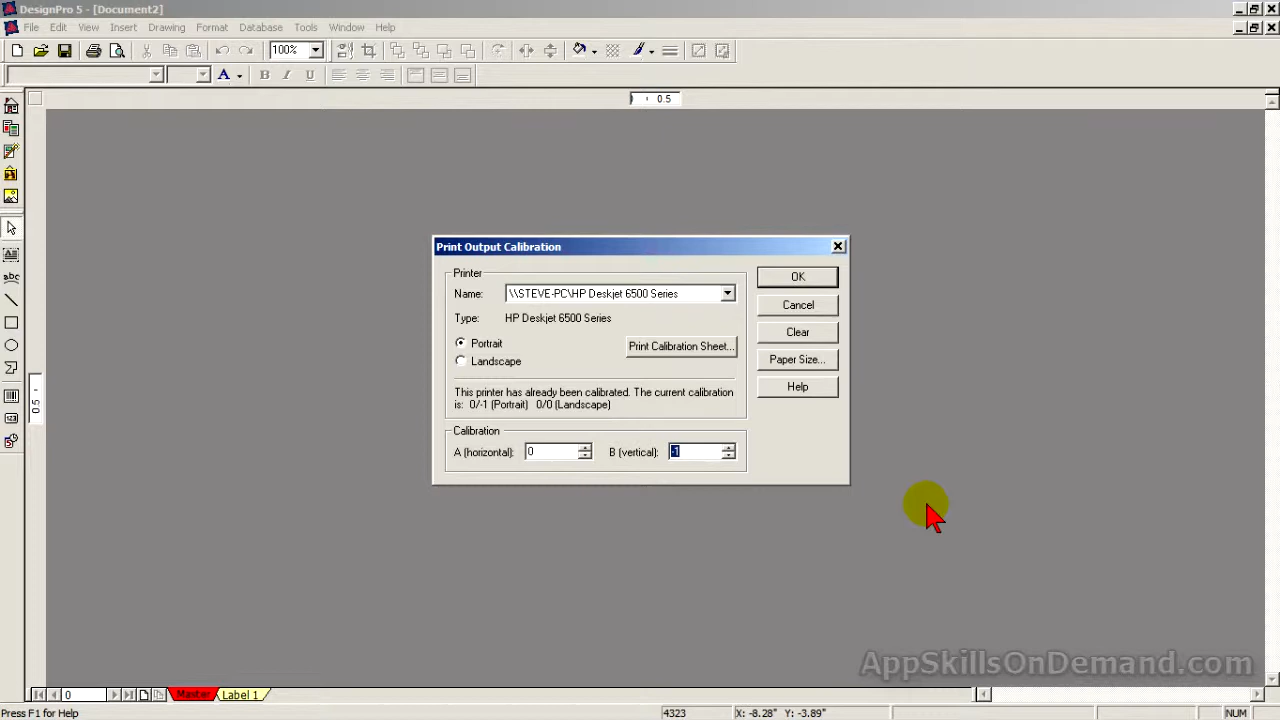 DesignPro 5 - [Document2]
File Edit View Insert Drawing Format Database Tools Window Help
100%
A B I U
0.5
Print Output Calibration
Printer
Name: \\STEVE-PC\HP Deskjet 6500 Series
OK
Type: HP Deskjet 6500 Series
Cancel
Portrait
Print Calibration Sheet...
Clear
Landscape
Paper Size...
This printer has already been calibrated. The current calibration
is: 0/-1 (Portrait) 0/0 (Landscape)
Help
0.5
Calibration
A (horizontal): 0 B (vertical): -1
AppSkillsOnDemand.com
0 Master Label 1
Press F1 for Help 4323 X: -8.28" Y: -3.89" NUM